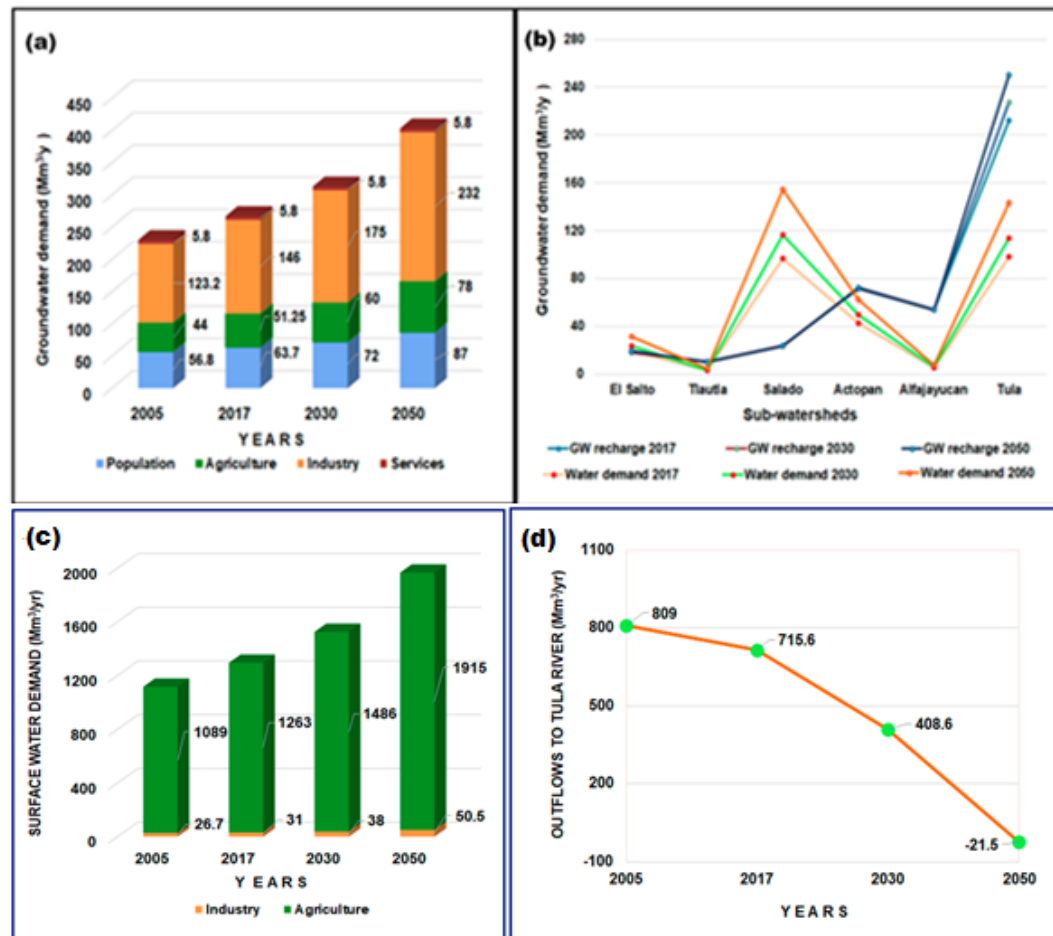 (a)
Groundwater demand (Mm³/y)
450
400
350
300
250
200
150
100
50
0
5.8
123.2
44
56.8
5.8
146
51.25
63.7
5.8
175
60
72
5.8
232
78
87
2005 2017 2030 2050
YEARS
Population Agriculture Industry Services
(b)
Groundwater demand (Mm³/y)
280
240
200
160
120
80
40
0
El Salto Tlautla Salado Actopan Alfajayucan Tula
Sub-watersheds
GW recharge 2017 GW recharge 2030 GW recharge 2050
Water demand 2017 Water demand 2030 Water demand 2050
(c)
SURFACE WATER DEMAND (Mm³/yr)
2000
1600
1200
800
400
0
1089
26.7
1263
31
1486
38
1915
50.5
2005 2017 2030 2050
YEARS
Industry Agriculture
(d)
OUTFLOWS TO TULA RIVER (Mm³/yr)
1100
800
500
200
-100
809
715.6
408.6
-21.5
2005 2017 2030 2050
YEARS